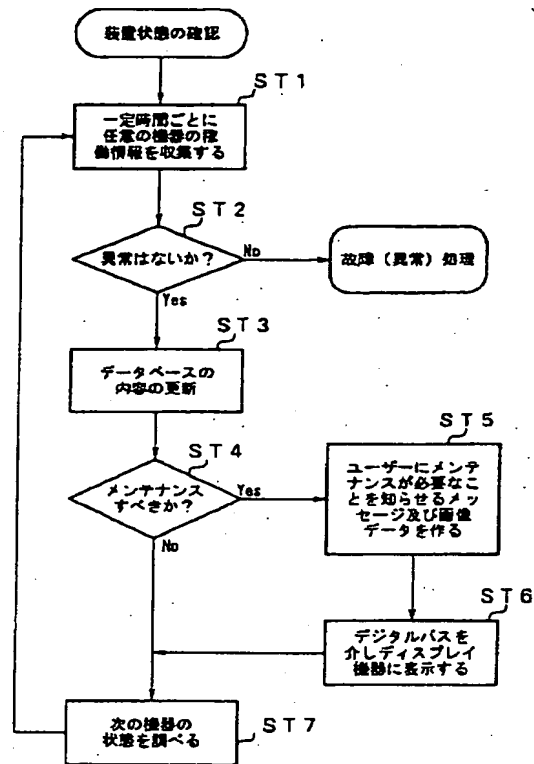 装置状態の確認
ST1
一定時間ごとに
任意の機器の稼
働情報を収集する
ST2
異常はないか?
No
故障(異常)処理
Yes
ST3
データベースの
内容の更新
ST4
メンテナンス
すべきか?
Yes
No
ST5
ユーザーにメンテ
ナンスが必要なこ
とを知らせるメッ
セージ及び画像
データを作る
ST6
デジタルバスを
介しディスプレイ
機器に表示する
次の機器の
状態を調べる
ST7